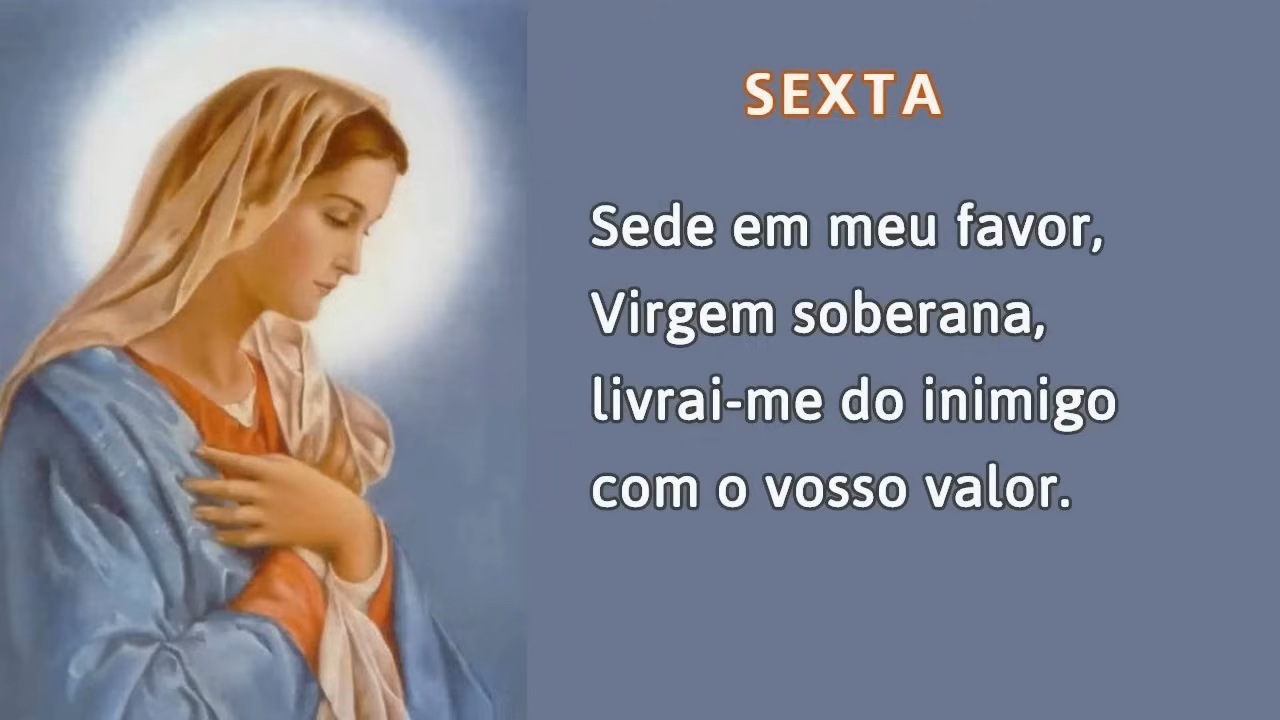 SEXTA
Sede em meu favor,
Virgem soberana,
livrai-me do inimigo
com o vosso valor.